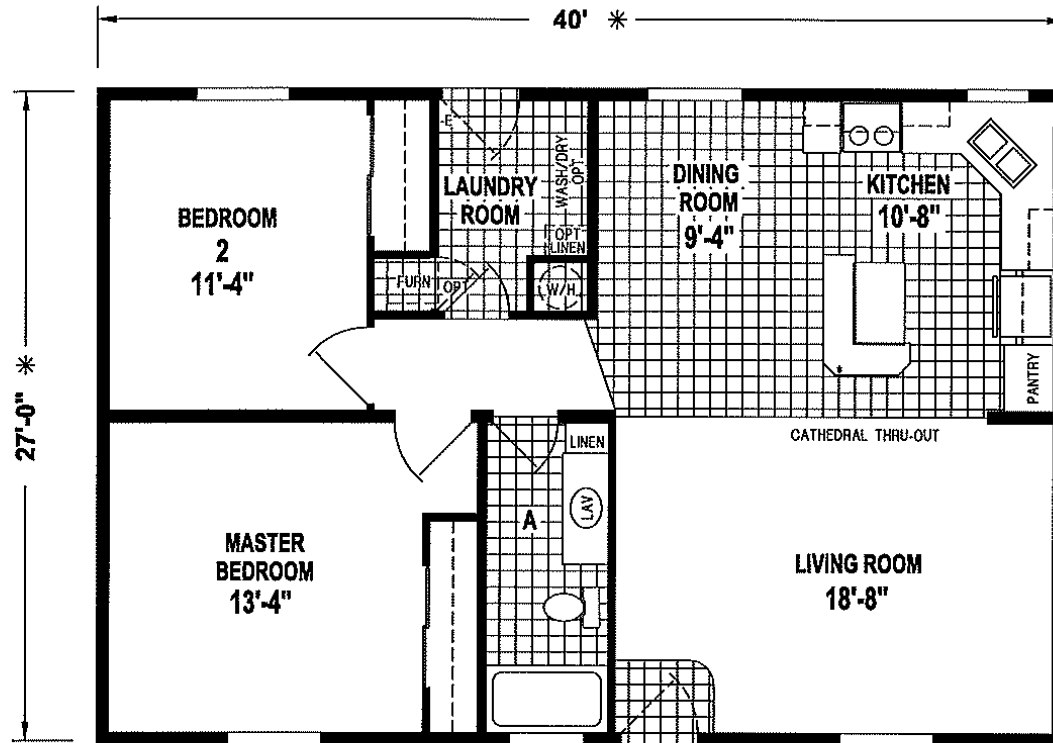 40' *
27'-0" *
BEDROOM
2
11'-4"
-E
LAUNDRY
ROOM
WASH/DRY
OPT
OPT
LINEN
FURN
OPT
W/H
DINING
ROOM
9'-4"
KITCHEN
10'-8"
*
PANTRY
CATHEDRAL THRU-OUT
MASTER
BEDROOM
13'-4"
LINEN
LAV
A
LIVING ROOM
18'-8"